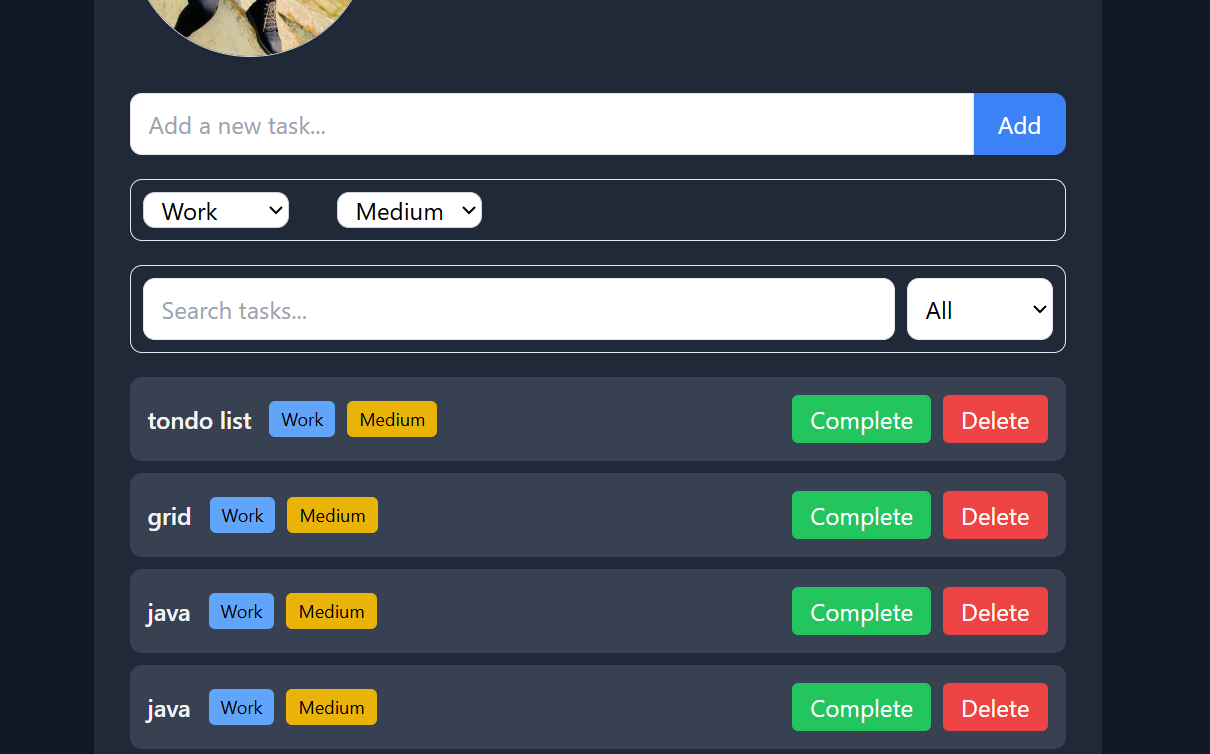 Add a new task... Add
Work Medium
Search tasks... All
tondo list Work Medium Complete Delete
grid Work Medium Complete Delete
java Work Medium Complete Delete
java Work Medium Complete Delete